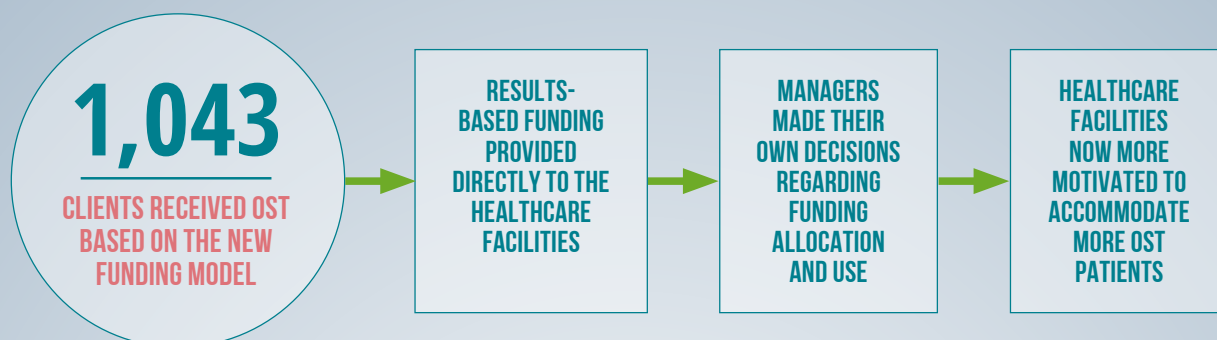 1,043
CLIENTS RECEIVED OST
BASED ON THE NEW
FUNDING MODEL
RESULTS-
BASED FUNDING
PROVIDED
DIRECTLY TO THE
HEALTHCARE
FACILITIES
MANAGERS
MADE THEIR
OWN DECISIONS
REGARDING
FUNDING
ALLOCATION
AND USE
HEALTHCARE
FACILITIES
NOW MORE
MOTIVATED TO
ACCOMMODATE
MORE OST
PATIENTS